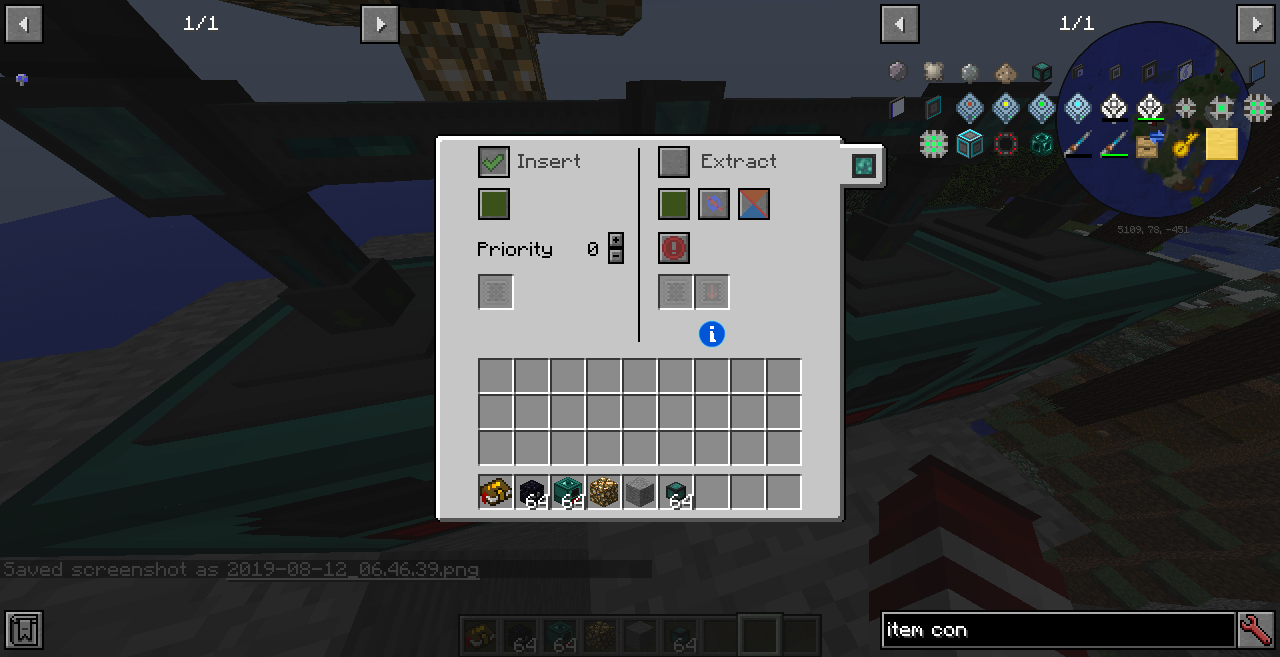 1/1
1/1
Insert
Extract
Priority 0
5109, 78, -451
64
64
64
Saved screenshot as 2019-08-12_06.46.39.png
64
64
64
item con